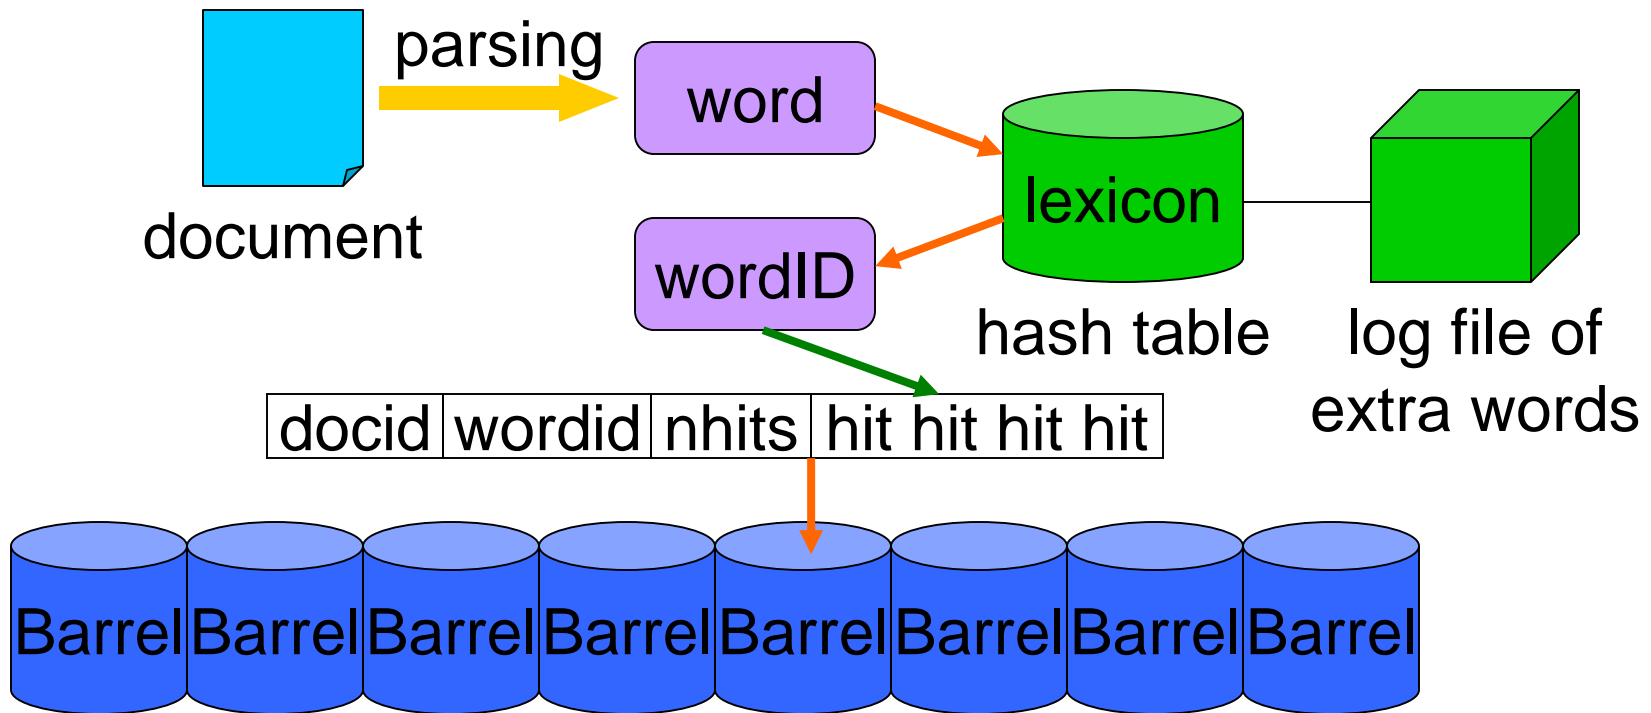 parsing
word
lexicon
document
wordID
hash table
log file of
extra words
docid wordid nhits hit hit hit hit
Barrel Barrel Barrel Barrel Barrel Barrel Barrel Barrel